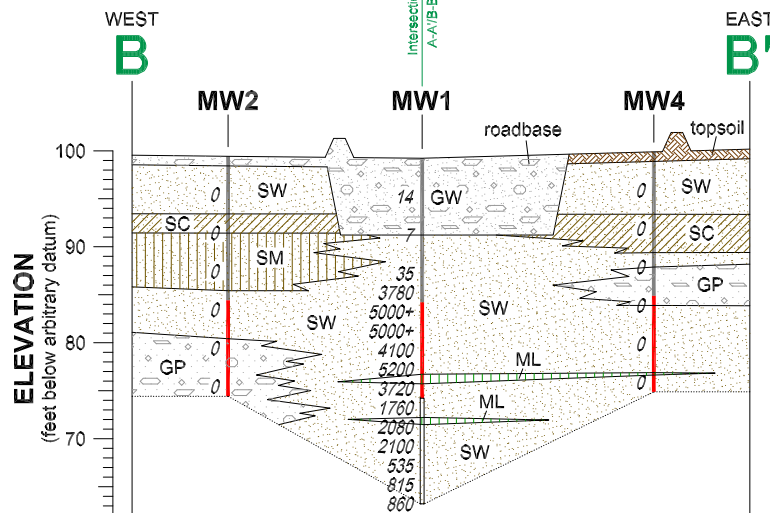 WEST
B
Intersection
A-A'/B-B
EAST
B'
MW2
MW1
MW4
roadbase
topsoil
100
90
80
70
ELEVATION
(feet below arbitrary datum)
0
SW
14
GW
0
SW
SC
0
7
SC
SM
0
35
0
GP
3780
0
SW
5000+
SW
0
5000+
GP
0
4100
0
ML
5200
0
3720
0
1760
ML
2080
2100
SW
535
815
860